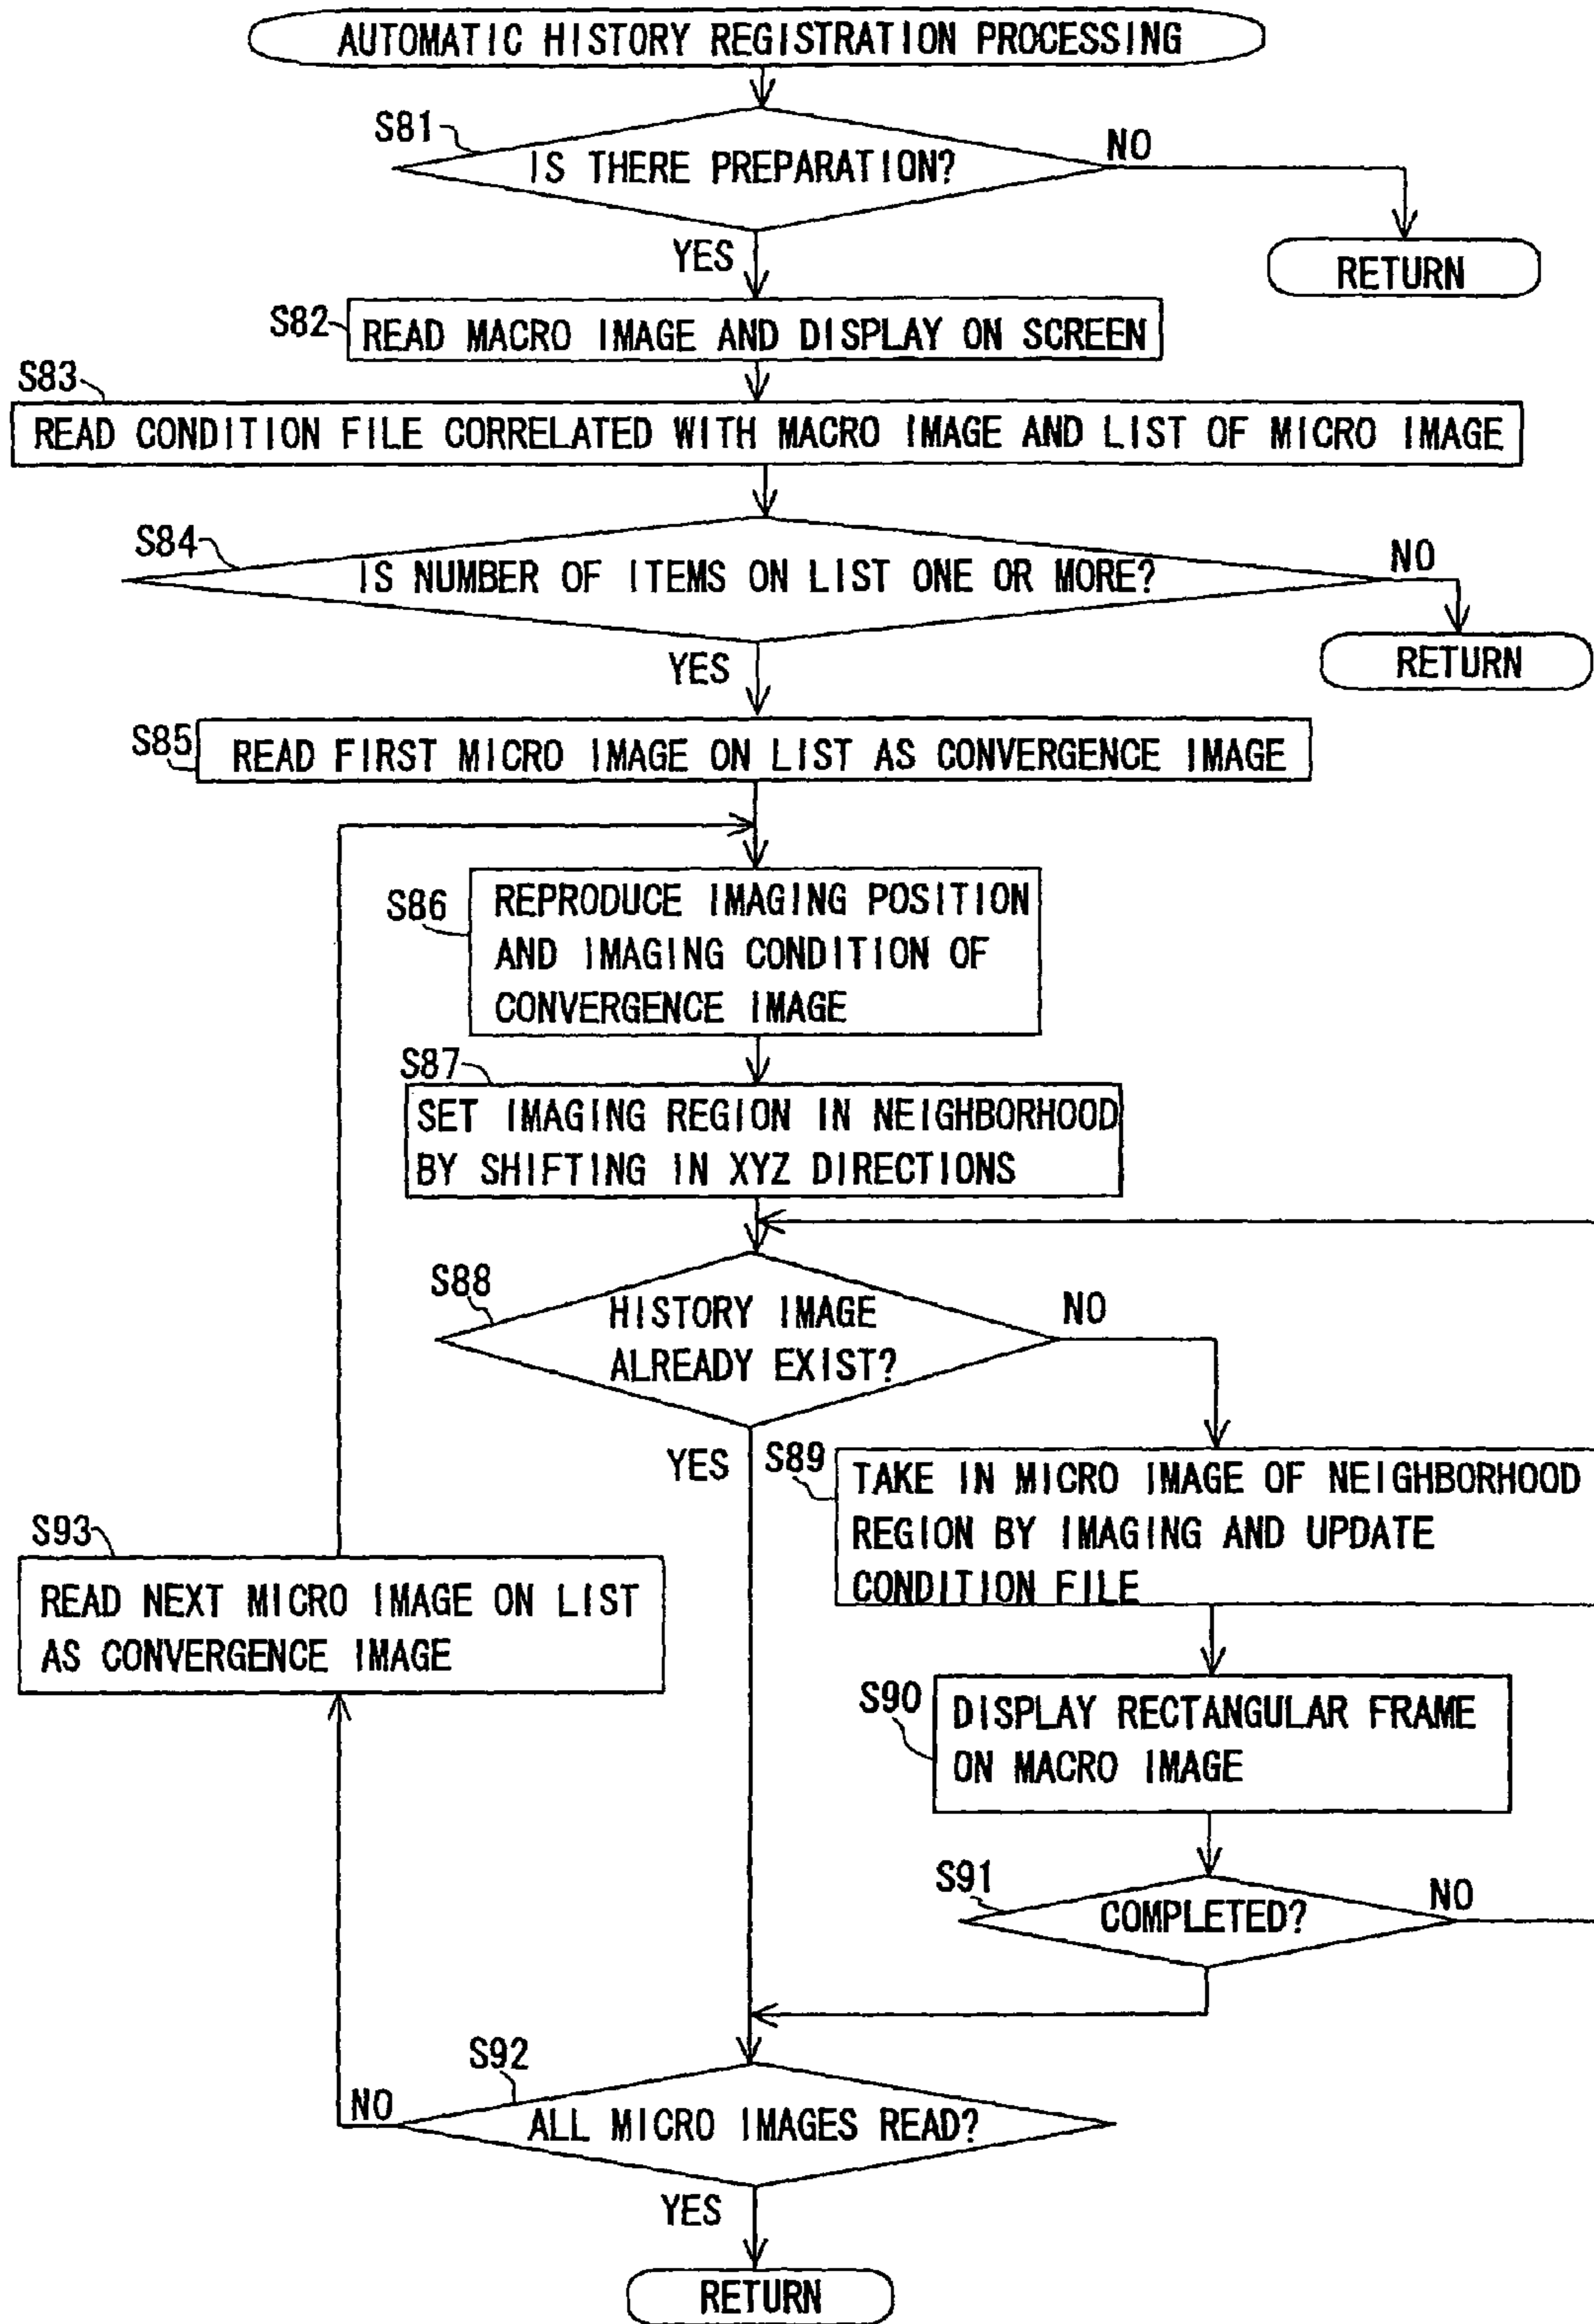 AUTOMATIC HISTORY REGISTRATION PROCESSING
S81
IS THERE PREPARATION?
NO
YES
RETURN
S82
READ MACRO IMAGE AND DISPLAY ON SCREEN
S83
READ CONDITION FILE CORRELATED WITH MACRO IMAGE AND LIST OF MICRO IMAGE
S84
IS NUMBER OF ITEMS ON LIST ONE OR MORE?
NO
YES
RETURN
S85
READ FIRST MICRO IMAGE ON LIST AS CONVERGENCE IMAGE
S86
REPRODUCE IMAGING POSITION
AND IMAGING CONDITION OF
CONVERGENCE IMAGE
S87
SET IMAGING REGION IN NEIGHBORHOOD
BY SHIFTING IN XYZ DIRECTIONS
S88
HISTORY IMAGE
ALREADY EXIST?
NO
YES
S89
TAKE IN MICRO IMAGE OF NEIGHBORHOOD
REGION BY IMAGING AND UPDATE
CONDITION FILE
S93
READ NEXT MICRO IMAGE ON LIST
AS CONVERGENCE IMAGE
S90
DISPLAY RECTANGULAR FRAME
ON MACRO IMAGE
S91
COMPLETED?
NO
S92
NO
ALL MICRO IMAGES READ?
YES
RETURN